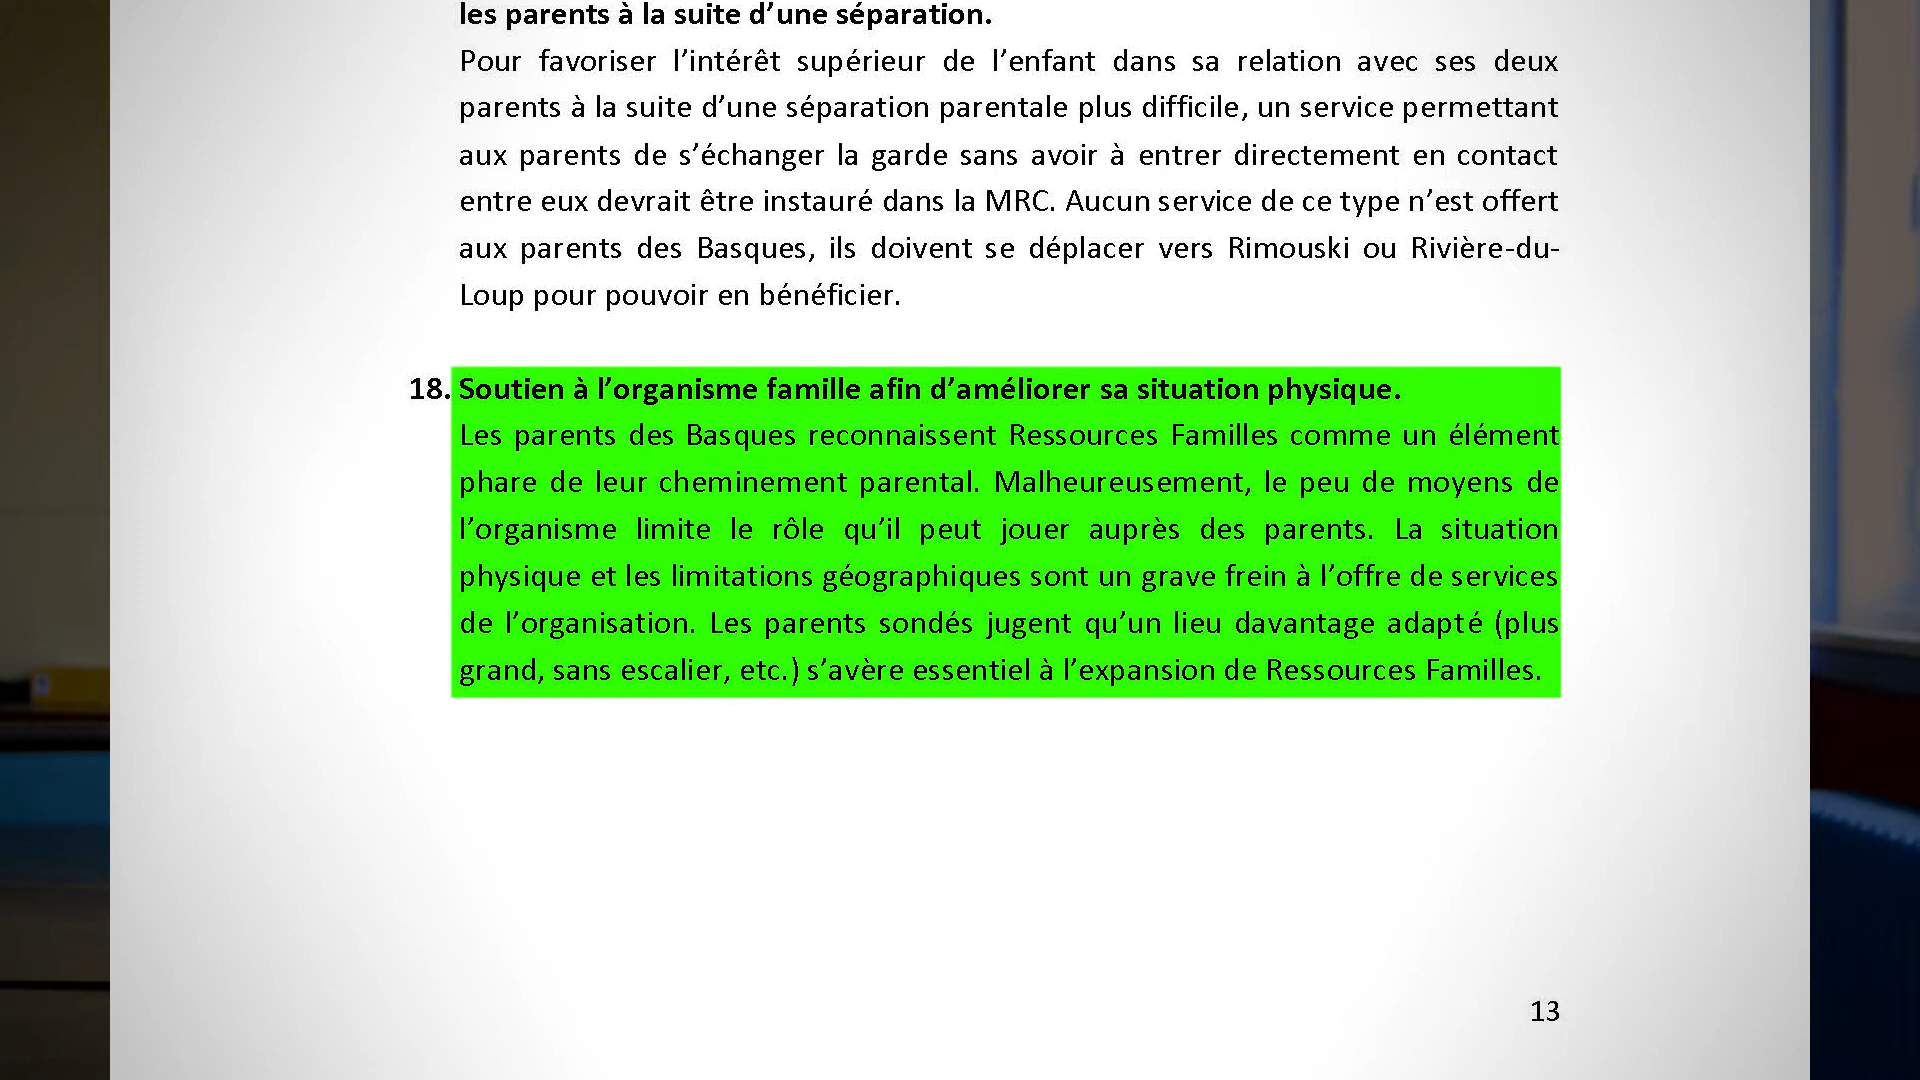 les parents à la suite d’une séparation.
Pour favoriser l’intérêt supérieur de l’enfant dans sa relation avec ses deux
parents à la suite d’une séparation parentale plus difficile, un service permettant
aux parents de s’échanger la garde sans avoir à entrer directement en contact
entre eux devrait être instauré dans la MRC. Aucun service de ce type n’est offert
aux parents des Basques, ils doivent se déplacer vers Rimouski ou Rivière-du-
Loup pour pouvoir en bénéficier.
18. Soutien à l’organisme famille afin d’améliorer sa situation physique.
Les parents des Basques reconnaissent Ressources Familles comme un élément
phare de leur cheminement parental. Malheureusement, le peu de moyens de
l’organisme limite le rôle qu’il peut jouer auprès des parents. La situation
physique et les limitations géographiques sont un grave frein à l’offre de services
de l’organisation. Les parents sondés jugent qu’un lieu davantage adapté (plus
grand, sans escalier, etc.) s’avère essentiel à l’expansion de Ressources Familles.
13